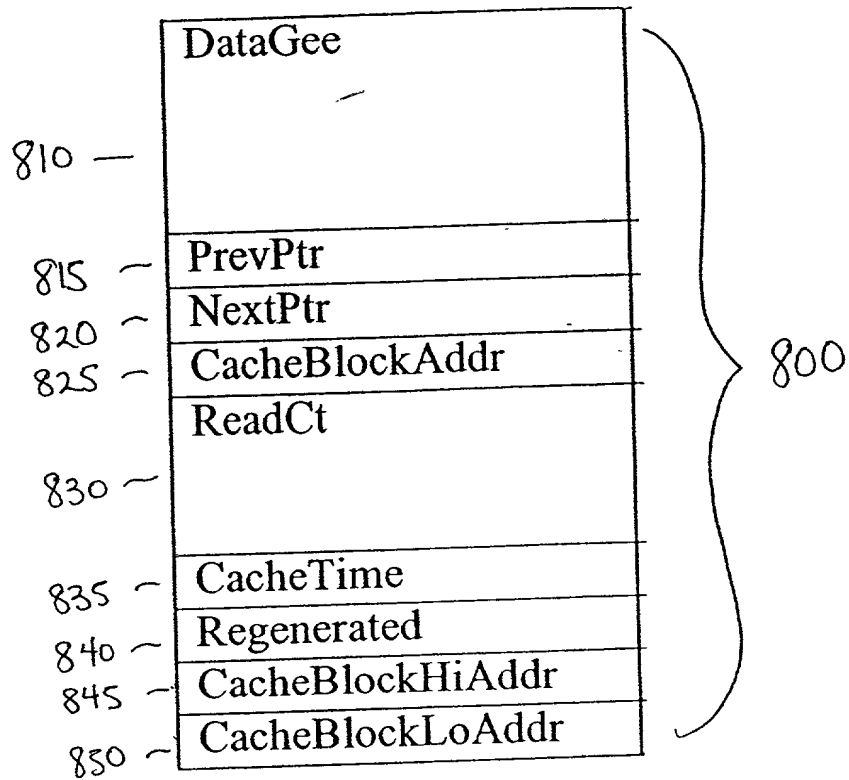 DataGee
810
PrevPtr
815
NextPtr
820
CacheBlockAddr
825
800
ReadCt
830
CacheTime
835
Regenerated
840
CacheBlockHiAddr
845
CacheBlockLoAddr
850